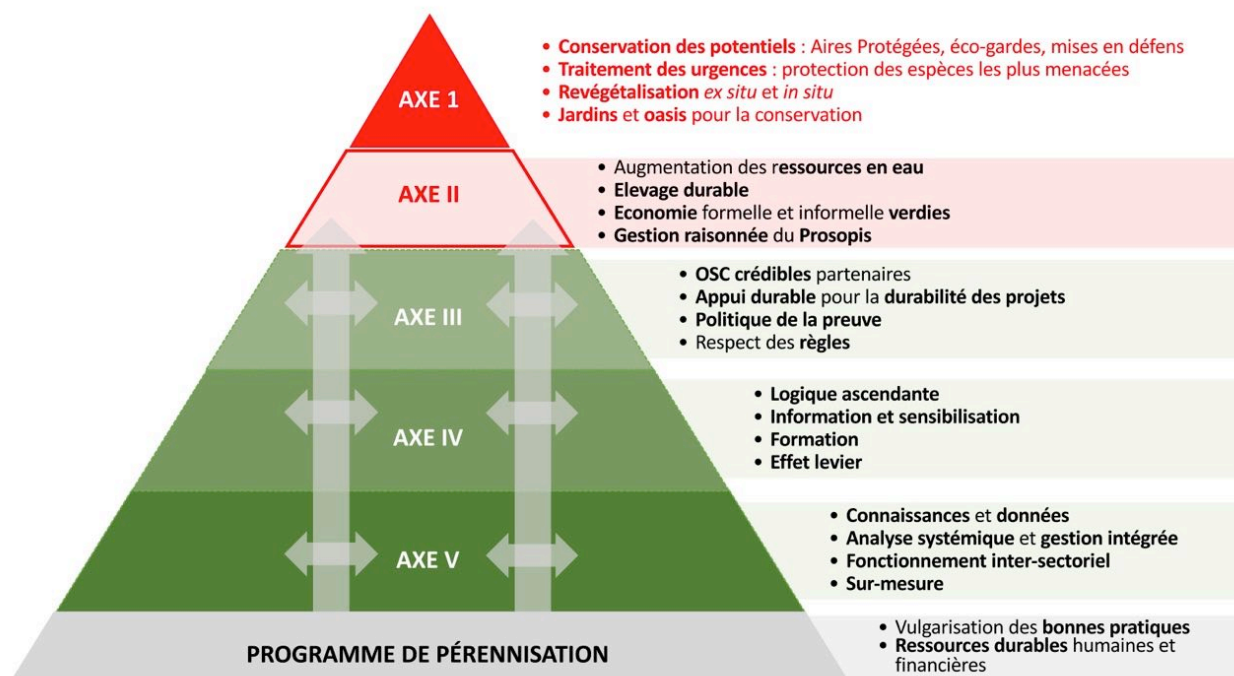 AXE 1
• Conservation des potentiels : Aires Protégées, éco-gardes, mises en défens
• Traitement des urgences : protection des espèces les plus menacées
• Revégétalisation ex situ et in situ
• Jardins et oasis pour la conservation
AXE II
• Augmentation des ressources en eau
• Elevage durable
• Economie formelle et informelle verdies
• Gestion raisonnée du Prosopis
AXE III
• OSC crédibles partenaires
• Appui durable pour la durabilité des projets
• Politique de la preuve
• Respect des règles
AXE IV
• Logique ascendante
• Information et sensibilisation
• Formation
• Effet levier
AXE V
• Connaissances et données
• Analyse systémique et gestion intégrée
• Fonctionnement inter-sectoriel
• Sur-mesure
PROGRAMME DE PÉRENNISATION
• Vulgarisation des bonnes pratiques
• Ressources durables humaines et
financières